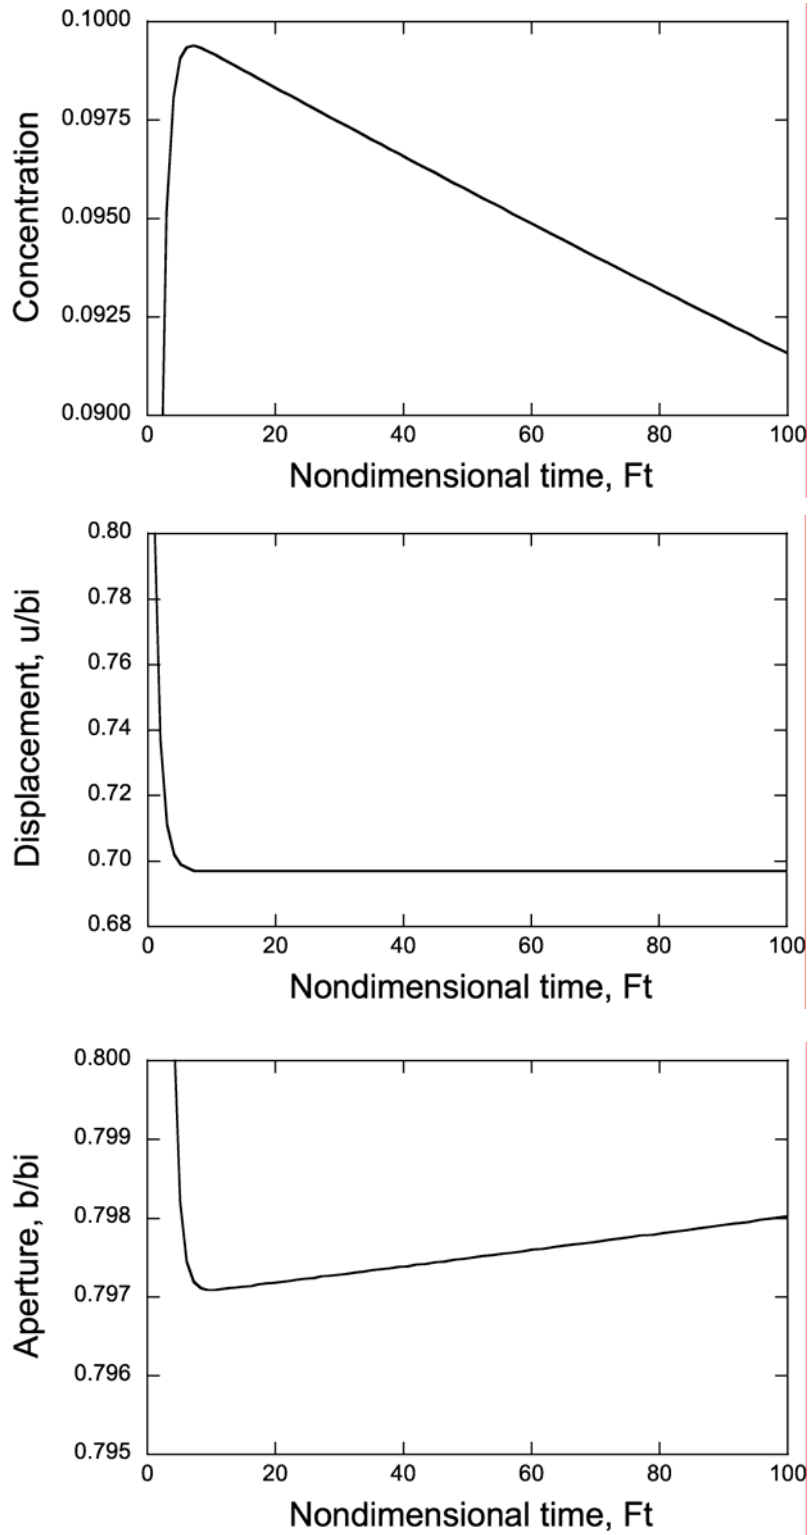 0.1000
0.0975
0.0950
0.0925
0.0900
Concentration
0 20 40 60 80 100
Nondimensional time, Ft
0.80
0.78
0.76
0.74
0.72
0.70
0.68
Displacement, u/bi
0 20 40 60 80 100
Nondimensional time, Ft
0.800
0.799
0.798
0.797
0.796
0.795
Aperture, b/bi
0 20 40 60 80 100
Nondimensional time, Ft